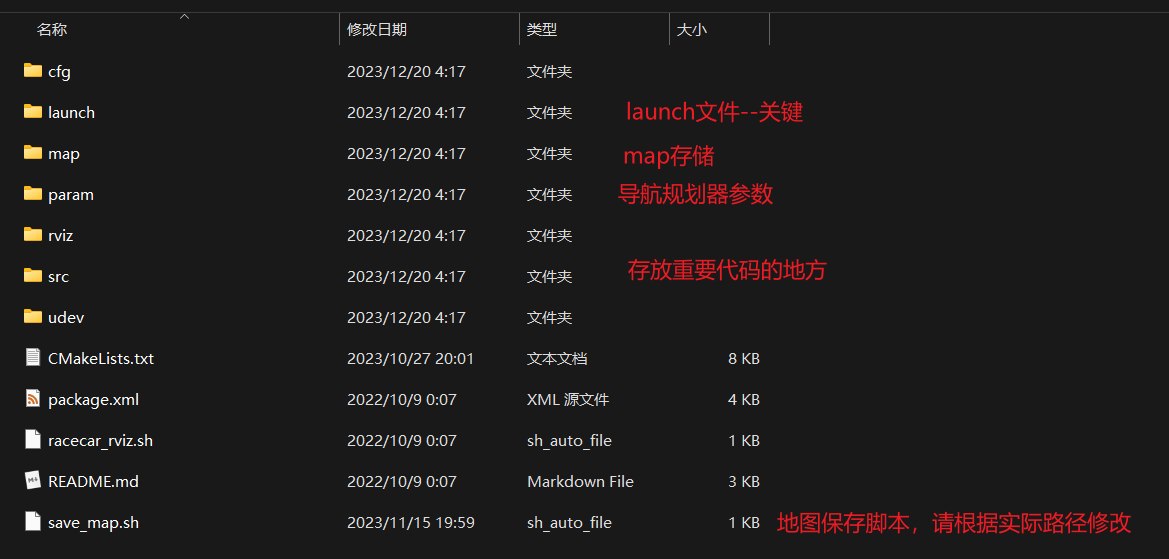 名称 修改日期 类型 大小
cfg 2023/12/20 4:17 文件夹
launch 2023/12/20 4:17 文件夹 launch文件--关键
map 2023/12/20 4:17 文件夹 map存储
param 2023/12/20 4:17 文件夹 导航规划器参数
rviz 2023/12/20 4:17 文件夹
src 2023/12/20 4:17 文件夹 存放重要代码的地方
udev 2023/12/20 4:17 文件夹
CMakeLists.txt 2023/10/27 20:01 文本文档 8 KB
package.xml 2022/10/9 0:07 XML 源文件 4 KB
racecar_rviz.sh 2022/10/9 0:07 sh_auto_file 1 KB
README.md 2022/10/9 0:07 Markdown File 3 KB
save_map.sh 2023/11/15 19:59 sh_auto_file 1 KB 地图保存脚本，请根据实际路径修改